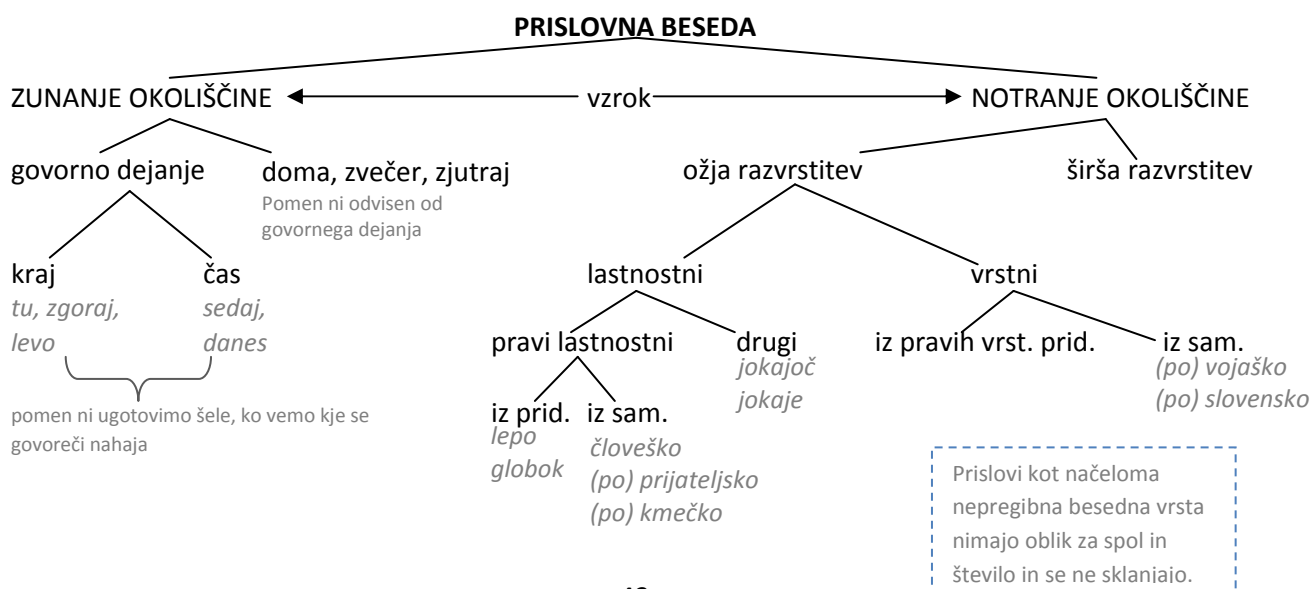 PRISLOVNA BESEDA
ZUNANJE OKOLIŠČINE
vzrok
NOTRANJE OKOLIŠČINE
govorno dejanje
doma, zvečer, zjutraj
Pomen ni odvisen od
govornega dejanja
ožja razvrstitev
širša razvrstitev
kraj
tu, zgoraj,
levo
čas
sedaj,
danes
pomen ni ugotovimo šele, ko vemo kje se
govoreči nahaja
lastnostni
vrstni
pravi lastnostni
drugi
jokajoč
jokaje
iz pravih vrst. prid.
iz sam.
(po) vojaško
(po) slovensko
iz prid.
lepo
globok
iz sam.
človeško
(po) prijateljsko
(po) kmečko
Prislovi kot načeloma
nepregibna besedna vrsta
nimajo oblik za spol in
število in se ne sklanjajo.